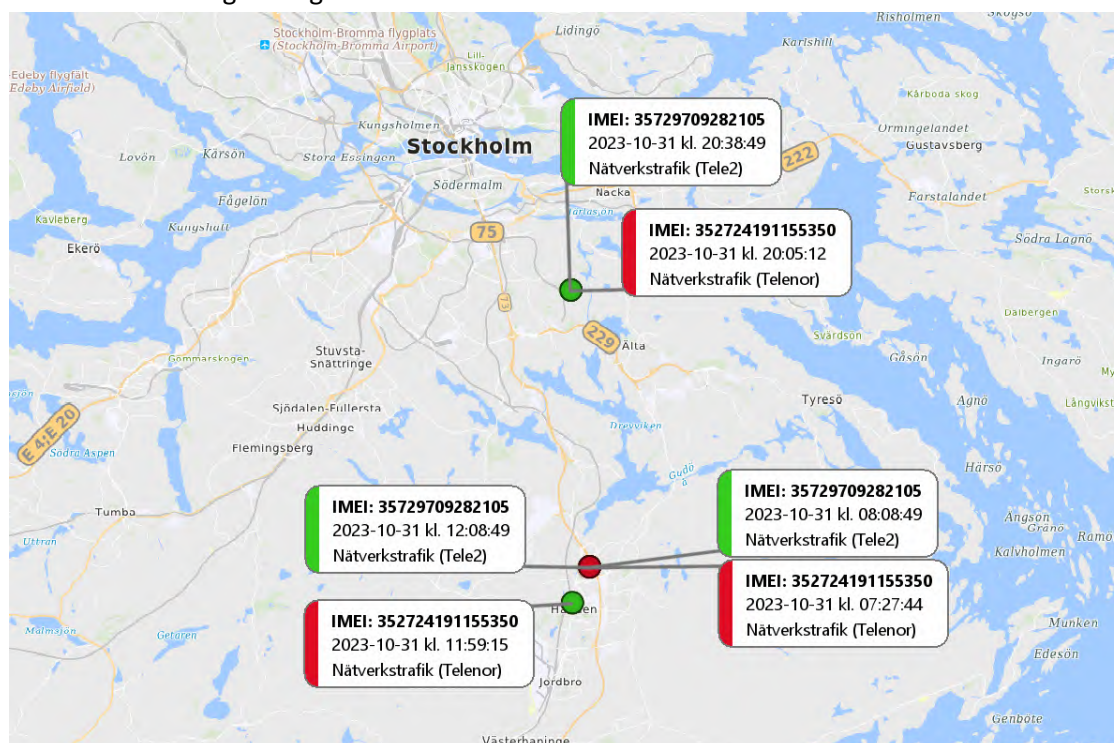 Stockholm-Bromma flygplats
(Stockholm-Bromma Airport)
Lidingö
Risholmen
Karlshill
Lill-
Jansskogen
-Edeby flygfält
Edeby Airfield)
Kårboda skog
IMEI: 35729709282105
2023-10-31 kl. 20:38:49
Nätverkstrafik (Tele2)
Kungsholmen
Stockholm
Ormingelandet
Gustavsberg
Lovön
Kärsön
Stora Essingen
222
Södermalm
Nacka
Fågelön
Farstalandet
Kungshatt
75
IMEI: 352724191155350
2023-10-31 kl. 20:05:12
Nätverkstrafik (Telenor)
Ekerö
Södra Lagnö
Dalbergen
229
Älta
Svärdsön
Gåsön
Ingarö
Gömmarskogen
Stuvsta-
Snättringe
Tyresö
Agnö
Långvikst
E 4;E 20
Sjödalen-Fullersta
Huddinge
Drevviken
Flemingsberg
Södra Aspen
Gudö
Härsö
IMEI: 35729709282105
2023-10-31 kl. 12:08:49
Nätverkstrafik (Tele2)
IMEI: 35729709282105
2023-10-31 kl. 08:08:49
Nätverkstrafik (Tele2)
Tumba
Uttran
Ängsön
Granö
Ramo
Kalvholmen
IMEI: 352724191155350
2023-10-31 kl. 11:59:15
Nätverkstrafik (Telenor)
IMEI: 352724191155350
2023-10-31 kl. 07:27:44
Nätverkstrafik (Telenor)
Malmsjön
Getaren
Munken
Edesön
Jordbro
Genböte
Västerhaninge